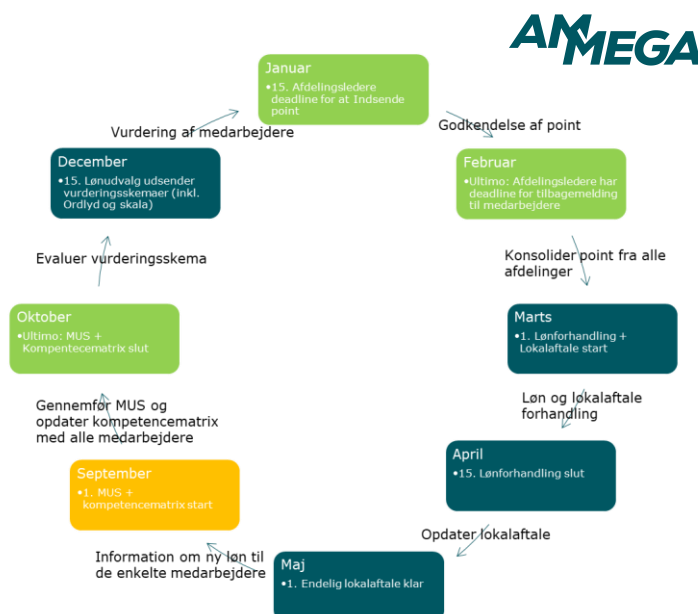 AMMEGA
Januar
•15. Afdelingsledere
deadline for at Indsende
point
Godkendelse af point
Februar
•Ultimo: Afdelingsledere har
deadline for tilbagemelding
til medarbejdere
Konsolider point fra alle
afdelinger
Marts
•1. Lønforhandling +
Lokalaftale start
Løn og lokalaftale
forhandling
April
•15. Lønforhandling slut
Opdater lokalaftale
Maj
•1. Endelig lokalaftale klar
Information om ny løn til
de enkelte medarbejdere
September
•1. MUS +
kompetencematrix start
Gennemfør MUS og
opdater kompetencematrix
med alle medarbejdere
Oktober
•Ultimo: MUS +
Kompentecematrix slut
Evaluer vurderingsskema
December
•15. Lønudvalg udsender
vurderingsskemaer (inkl.
Ordlyd og skala)
Vurdering af medarbejdere